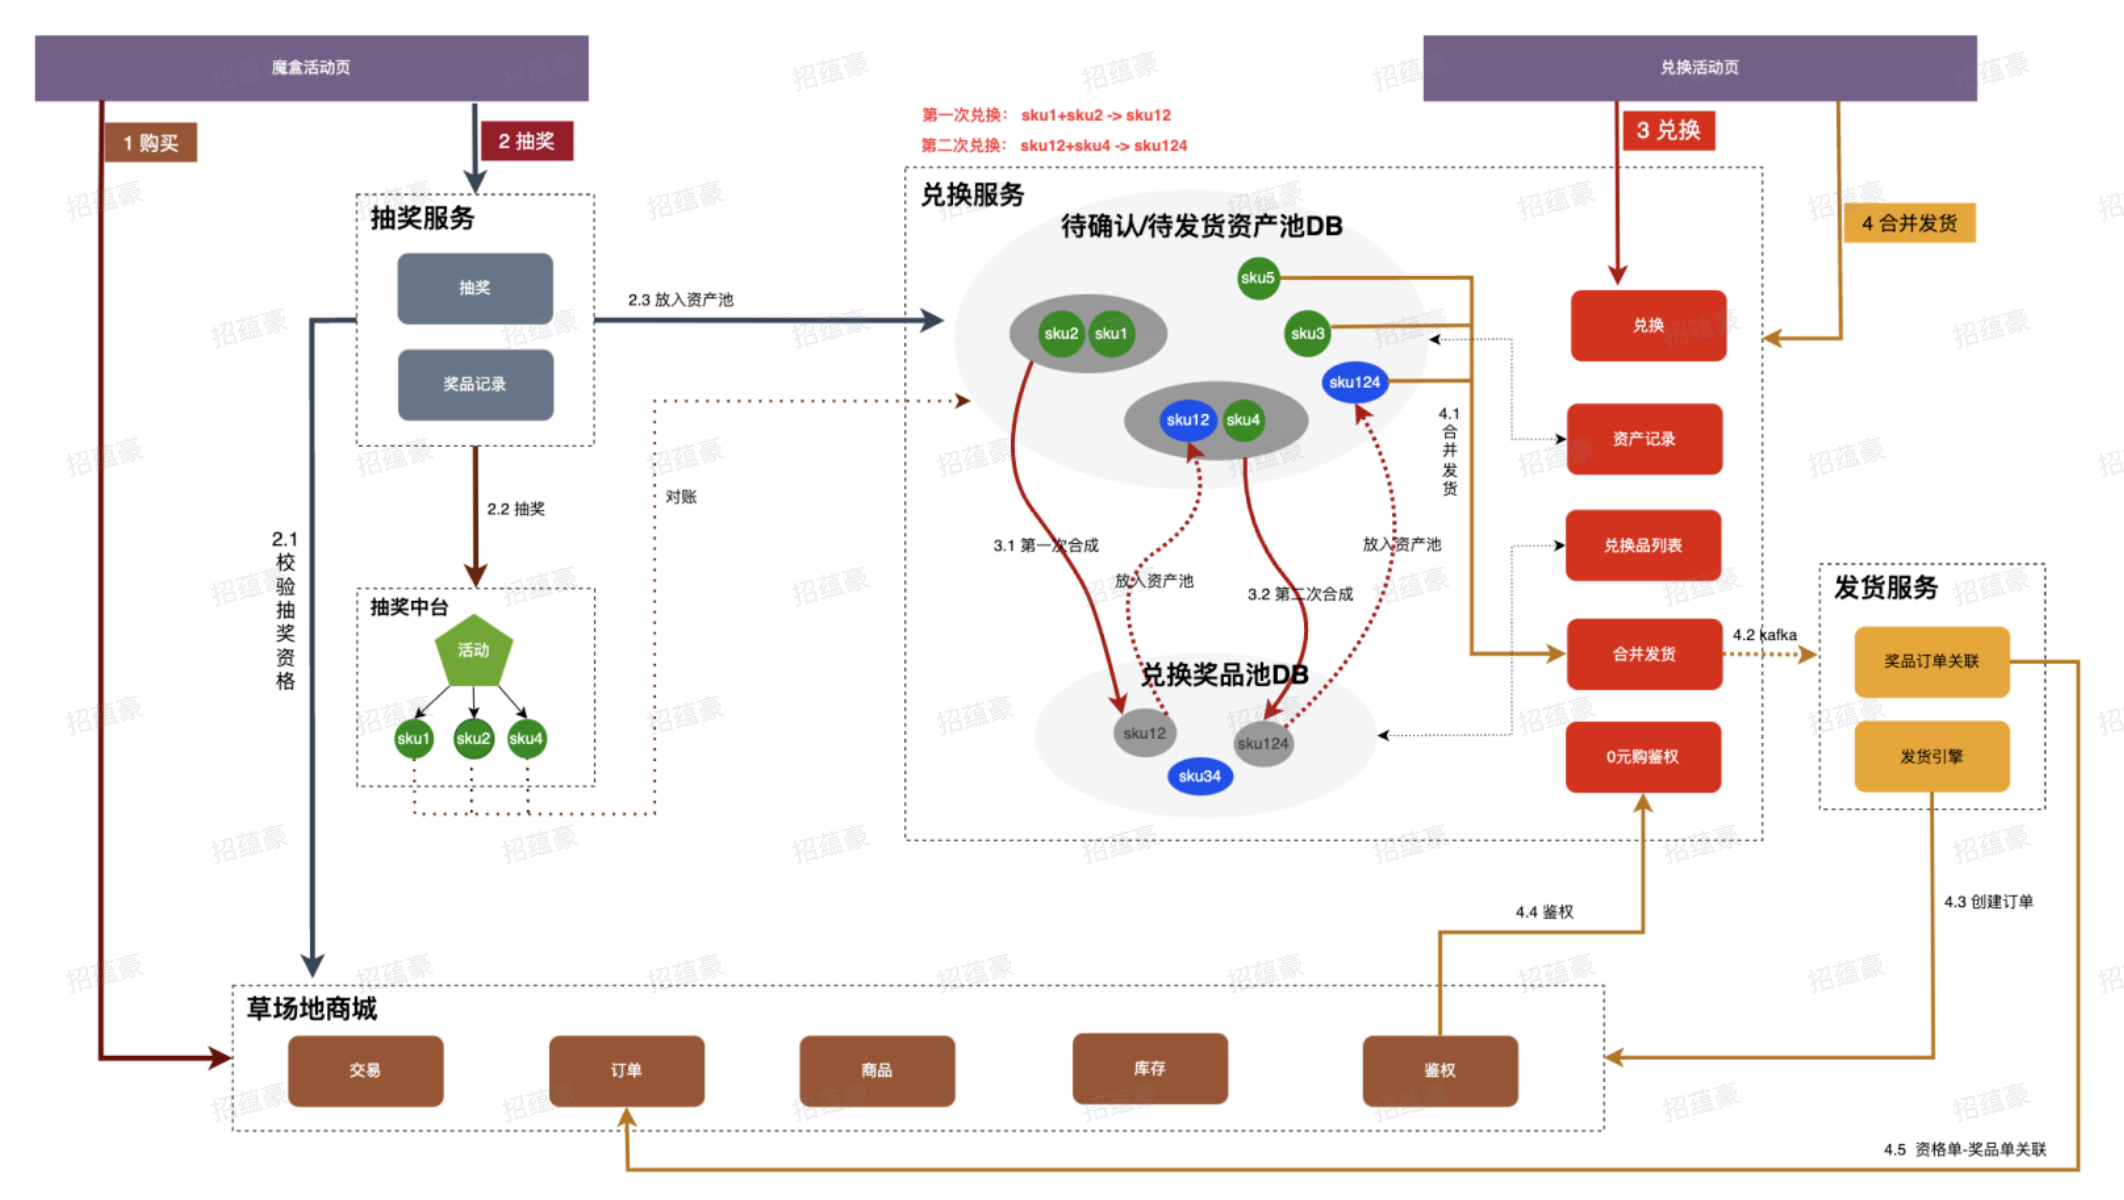 魔盒活动页
兑换活动页
1 购买
2 抽奖
第一次兑换： sku1+sku2 -> sku12
第二次兑换： sku12+sku4 -> sku124
3 兑换
4 合并发货
抽奖服务
抽奖
奖品记录
2.3 放入资产池
兑换服务
待确认/待发货资产池DB
sku5
sku2
sku1
sku3
sku124
sku12
sku4
4.1
合
并
发
货
兑换
资产记录
兑换品列表
合并发货
0元购鉴权
对账
2.2 抽奖
2.1
校
验
抽
奖
资
格
3.1 第一次合成
放入资产池
3.2 第二次合成
放入资产池
抽奖中台
活动
sku1
sku2
sku4
兑换奖品池DB
sku12
sku124
sku34
4.2 kafka
发货服务
奖品订单关联
发货引擎
4.3 创建订单
4.4 鉴权
草场地商城
交易
订单
商品
库存
鉴权
4.5 资格单-奖品单关联
招蕴豪